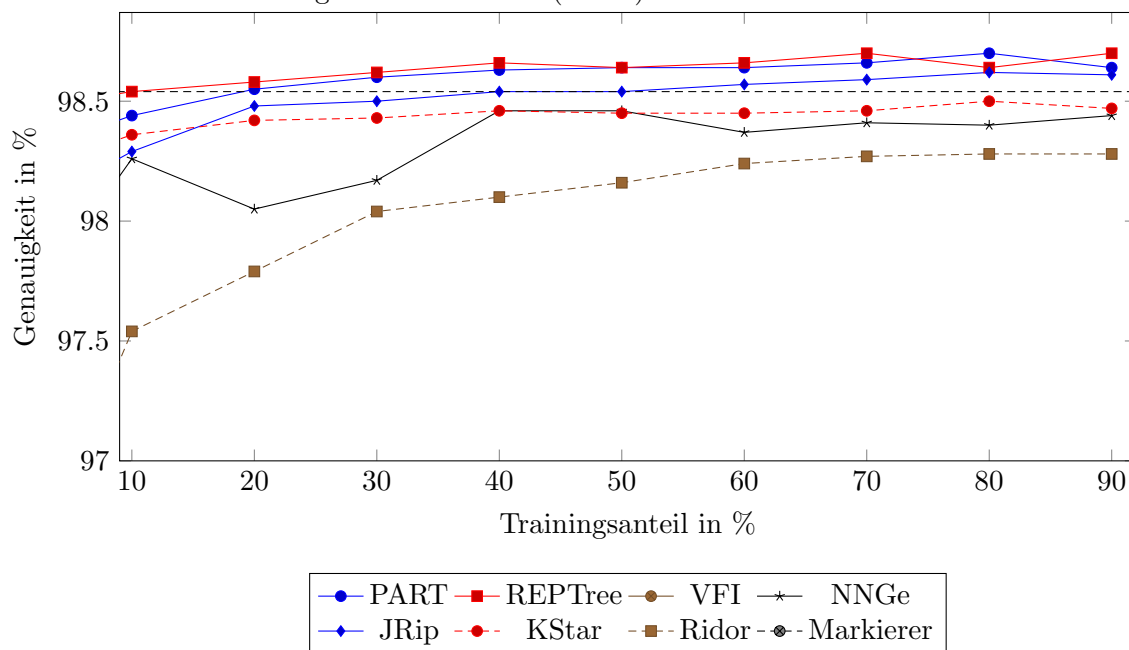 98.5
98
97.5
97
Genauigkeit in %
10 20 30 40 50 60 70 80 90
Trainingsanteil in %
PART REPTree VFI NNGe
JRip KStar Ridor Markierer